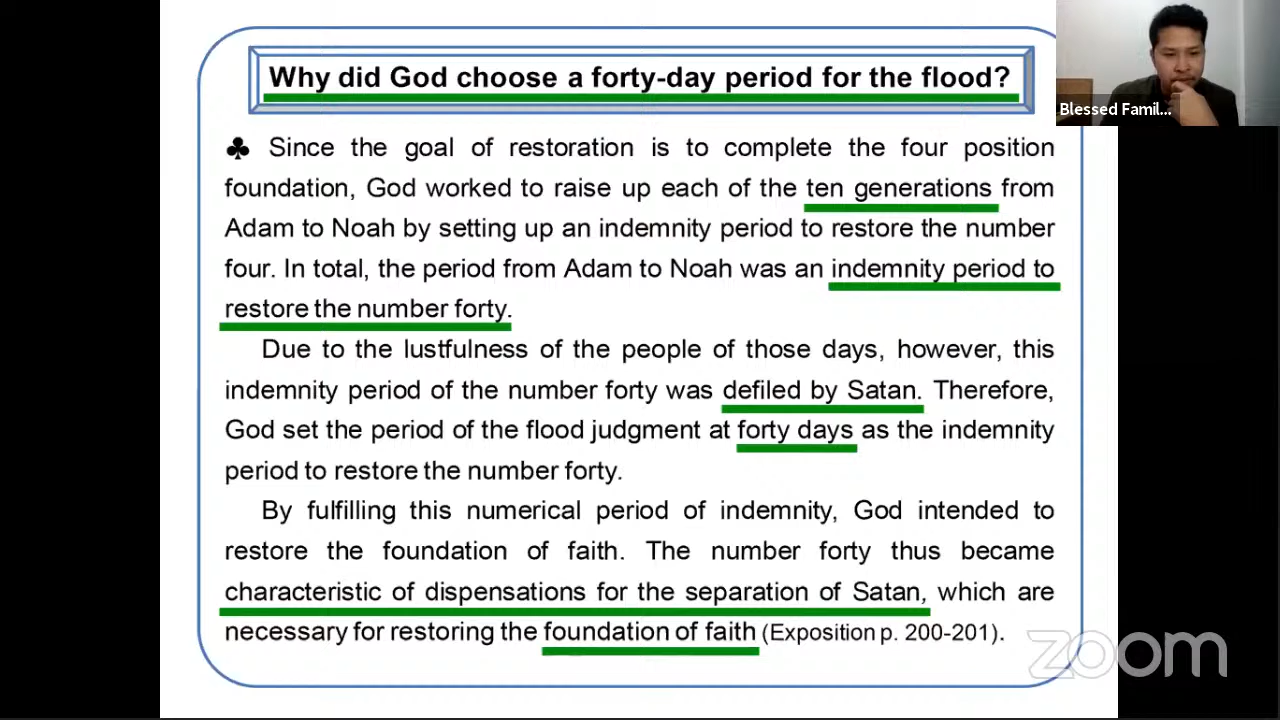 Why did God choose a forty-day period for the flood?
Blessed Famil...
♣ Since the goal of restoration is to complete the four position
foundation, God worked to raise up each of the ten generations from
Adam to Noah by setting up an indemnity period to restore the number
four. In total, the period from Adam to Noah was an indemnity period to
restore the number forty.
Due to the lustfulness of the people of those days, however, this
indemnity period of the number forty was defiled by Satan. Therefore,
God set the period of the flood judgment at forty days as the indemnity
period to restore the number forty.
By fulfilling this numerical period of indemnity, God intended to
restore the foundation of faith. The number forty thus became
characteristic of dispensations for the separation of Satan, which are
necessary for restoring the foundation of faith (Exposition p. 200-201).
zoom